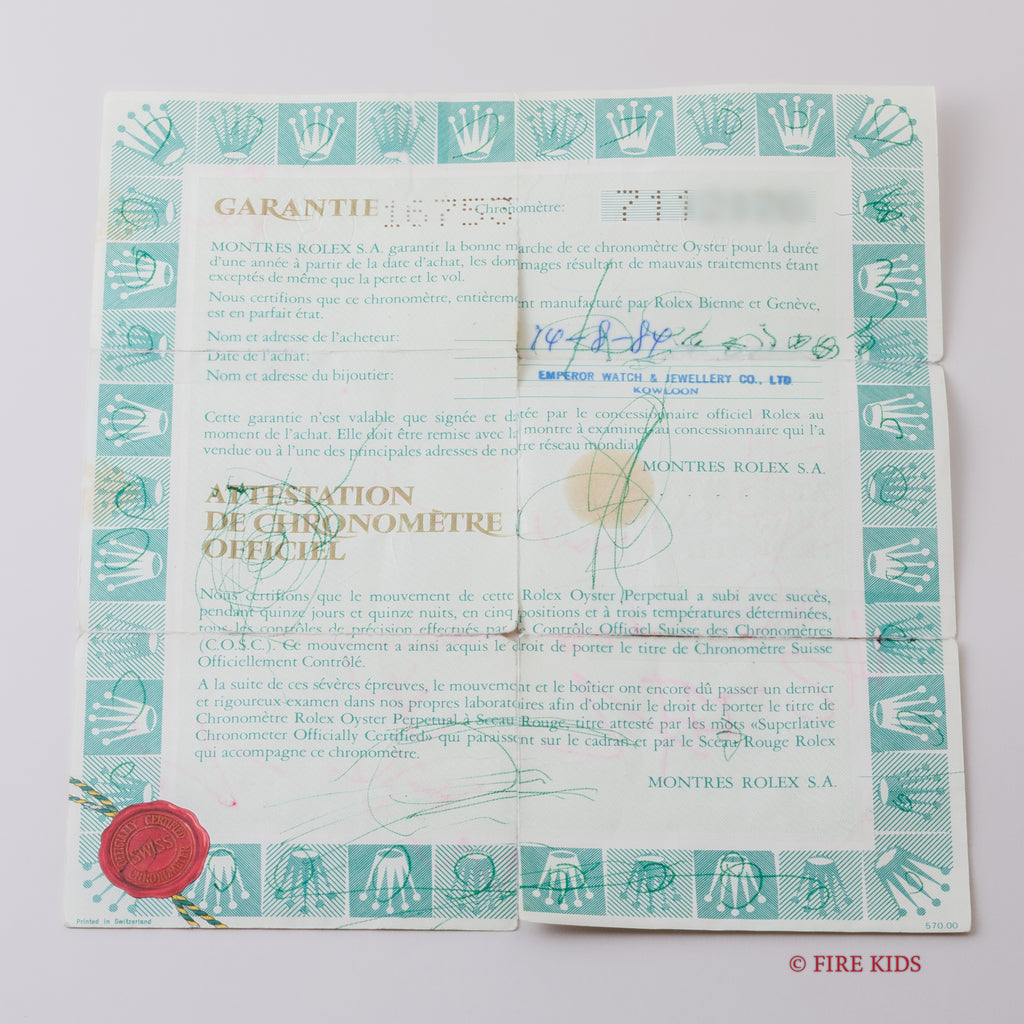 GARANTIE 16753 Chronomètre: 711
MONTRES ROLEX S.A. garantit la bonne marche de ce chronomètre Oyster pour la durée
d'une année à partir de la date d'achat, les dommages résultant de mauvais traitements étant
exceptés de même que la perte et le vol.
Nous certifions que ce chronomètre, entièrement manufacturé par Rolex Bienne et Genève,
est en parfait état.
Nom et adresse de l'acheteur:
14-8-84
Date de l'achat:
Nom et adresse du bijoutier: EMPEROR WATCH & JEWELLERY CO., LTD
KOWLOON
Cette garantie n'est valable que signée et datée par le concessionnaire officiel Rolex au
moment de l'achat. Elle doit être remise avec la montre à examiner au concessionnaire qui l'a
vendue ou à l'une des principales adresses de notre réseau mondial.
MONTRES ROLEX S.A.
ATTESTATION
DE CHRONOMÈTRE
OFFICIEL
Nous certifions que le mouvement de cette Rolex Oyster Perpetual a subi avec succès,
pendant quinze jours et quinze nuits, en cinq positions et à trois températures déterminées,
tous les contrôles de précision effectués par le Contrôle Officiel Suisse des Chronomètres
(C.O.S.C.). Ce mouvement a ainsi acquis le droit de porter le titre de Chronomètre Suisse
Officiellement Contrôlé.
A la suite de ces sévères épreuves, le mouvement et le boîtier ont encore dû passer un dernier
et rigoureux examen dans nos propres laboratoires afin d'obtenir le droit de porter le titre de
Chronomètre Rolex Oyster Perpetual à Sceau Rouge, titre attesté par les mots «Superlative
Chronometer Officially Certified» qui paraissent sur le cadran et par le Sceau Rouge Rolex
qui accompagne ce chronomètre.
MONTRES ROLEX S.A.
OFFICIALLY CERTIFIED
SWISS
CHRONOMETER
Printed in Switzerland
570.00
© FIRE KIDS